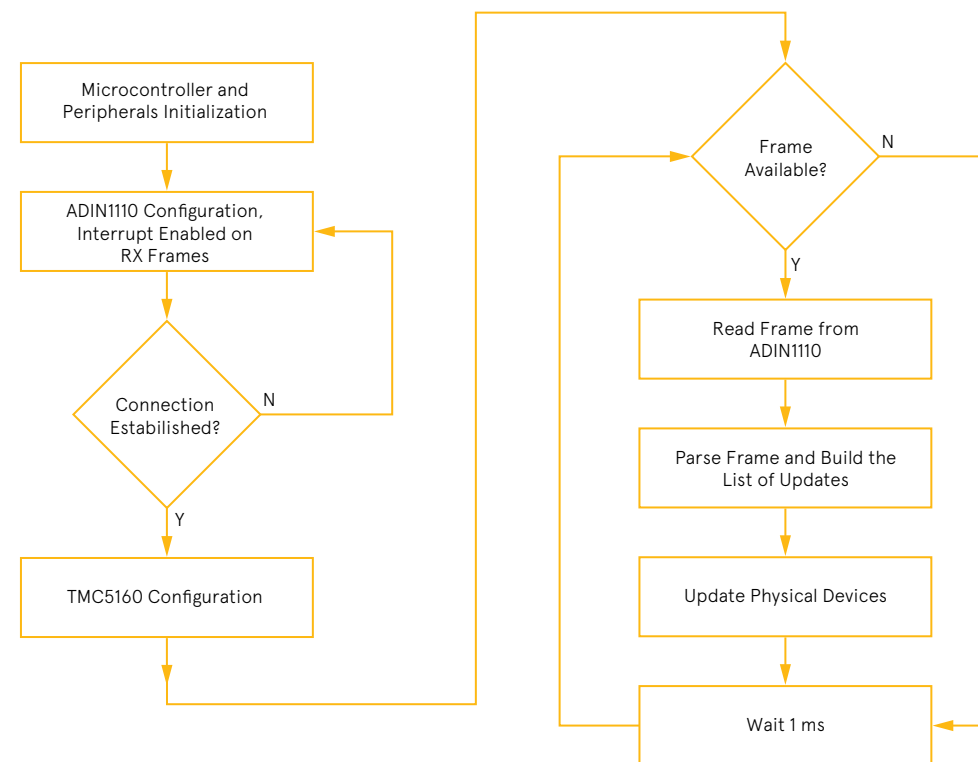 Microcontroller and
Peripherals Initialization
ADIN1110 Configuration,
Interrupt Enabled on
RX Frames
Connection
Estabilished?
N
Y
TMC5160 Configuration
Frame
Available?
N
Y
Read Frame from
ADIN1110
Parse Frame and Build the
List of Updates
Update Physical Devices
Wait 1 ms